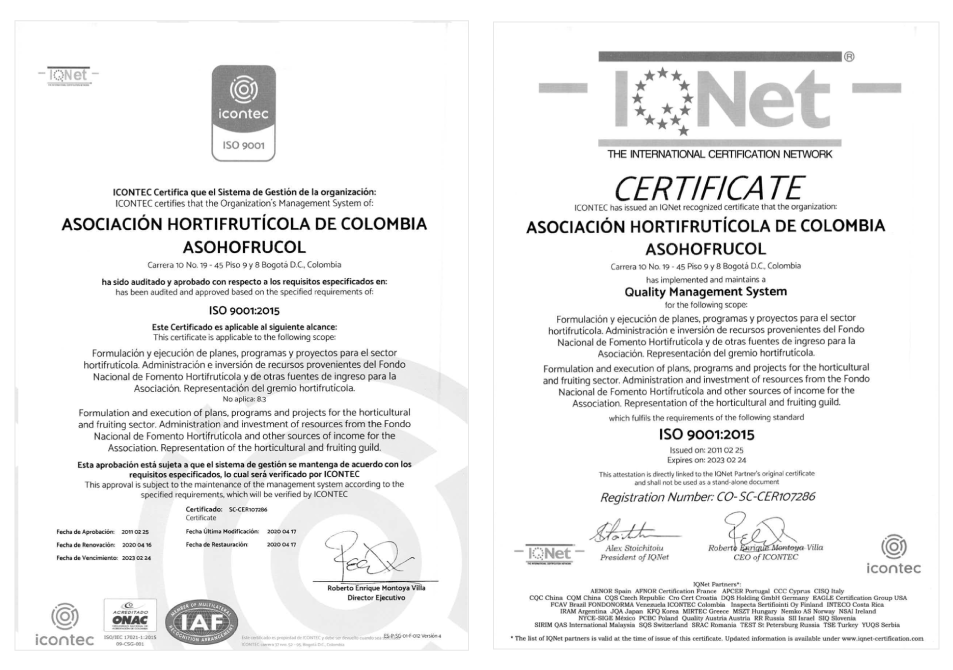 IQNet
icontec
ISO 9001
ICONTEC Certifica que el Sistema de Gestión de la organización:
ICONTEC certifies that the Organization's Management System of:
ASOCIACIÓN HORTIFRUTÍCOLA DE COLOMBIA
ASOHOFRUCOL
Carrera 10 No. 19 - 45 Piso 9 y 8 Bogotá D.C., Colombia
ha sido auditado y aprobado con respecto a los requisitos especificados en:
has been audited and approved based on the specified requirements of:
ISO 9001:2015
Este Certificado es aplicable al siguiente alcance:
This certificate is applicable to the following scope:
Formulación y ejecución de planes, programas y proyectos para el sector
hortifrutícola. Administración e inversión de recursos provenientes del Fondo
Nacional de Fomento Hortifrutícola y de otras fuentes de ingreso para la
Asociación. Representación del gremio hortifrutícola.
No aplica: 8.3
Formulation and execution of plans, programs and projects for the horticultural
and fruiting sector. Administration and investment of resources from the Fondo
Nacional de Fomento Hortifrutícola and other sources of income for the
Association. Representation of the horticultural and fruiting guild.
Esta aprobación está sujeta a que el sistema de gestión se mantenga de acuerdo con los
requisitos especificados, lo cual será verificado por ICONTEC
This approval is subject to the maintenance of the management system according to the
specified requirements, which will be verified by ICONTEC
Certificado: SC-CER107286
Certificate
Fecha de Aprobación: 2011 02 25
Fecha Última Modificación: 2020 04 17
Fecha de Renovación: 2020 04 16
Fecha de Restauración: 2020 04 17
Fecha de Vencimiento: 2023 02 24
Roberto Enrique Montoya Villa
Director Ejecutivo
icontec
ACREDITADO
ONAC
ISO/IEC 17021-1:2015
09-CSG-001
MEMBER OF MULTILATERAL
RECOGNITION ARRANGEMENT
IAF
ES-P-SG-01-F-012 Versión 4
IQNet®
THE INTERNATIONAL CERTIFICATION NETWORK
CERTIFICATE
ICONTEC has issued an IQNet recognized certificate that the organization:
ASOCIACIÓN HORTIFRUTÍCOLA DE COLOMBIA
ASOHOFRUCOL
Carrera 10 No. 19 - 45 Piso 9 y 8 Bogotá D.C., Colombia
has implemented and maintains a
Quality Management System
for the following scope:
Formulación y ejecución de planes, programas y proyectos para el sector
hortifrutícola. Administración e inversión de recursos provenientes del Fondo
Nacional de Fomento Hortifrutícola y de otras fuentes de ingreso para la
Asociación. Representación del gremio hortifrutícola.
Formulation and execution of plans, programs and projects for the horticultural
and fruiting sector. Administration and investment of resources from the Fondo
Nacional de Fomento Hortifrutícola and other sources of income for the
Association. Representation of the horticultural and fruiting guild.
which fulfils the requirements of the following standard
ISO 9001:2015
Issued on: 2011 02 25
Expires on: 2023 02 24
This attestation is directly linked to the IQNet Partner's original certificate
and shall not be used as a stand-alone document
Registration Number: CO-SC-CER107286
Alex Stoichitoiu
President of IQNet
Roberto Enrique Montoya Villa
CEO of ICONTEC
IQNet
icontec
IQNet Partners*:
AENOR Spain AFNOR Certification France APCER Portugal CCC Cyprus CISQ Italy
CQC China CQM China CQS Czech Republic Cro Cert Croatia DQS Holding GmbH Germany EAGLE Certification Group USA
FCAV Brazil FONDONORMA Venezuela ICONTEC Colombia Inspecta Sertifiointi Oy Finland INTECO Costa Rica
IRAM Argentina JQA Japan KFQ Korea MIRTEC Greece MSZT Hungary Nemko AS Norway NSAI Ireland
NYCE-SIGE México PCBC Poland Quality Austria Austria RR Russia SII Israel SIQ Slovenia
SIRIM QAS International Malaysia SQS Switzerland SRAC Romania TEST St Petersburg Russia TSE Turkey YUQS Serbia
* The list of IQNet partners is valid at the time of issue of this certificate. Updated information is available under www.iqnet-certification.com